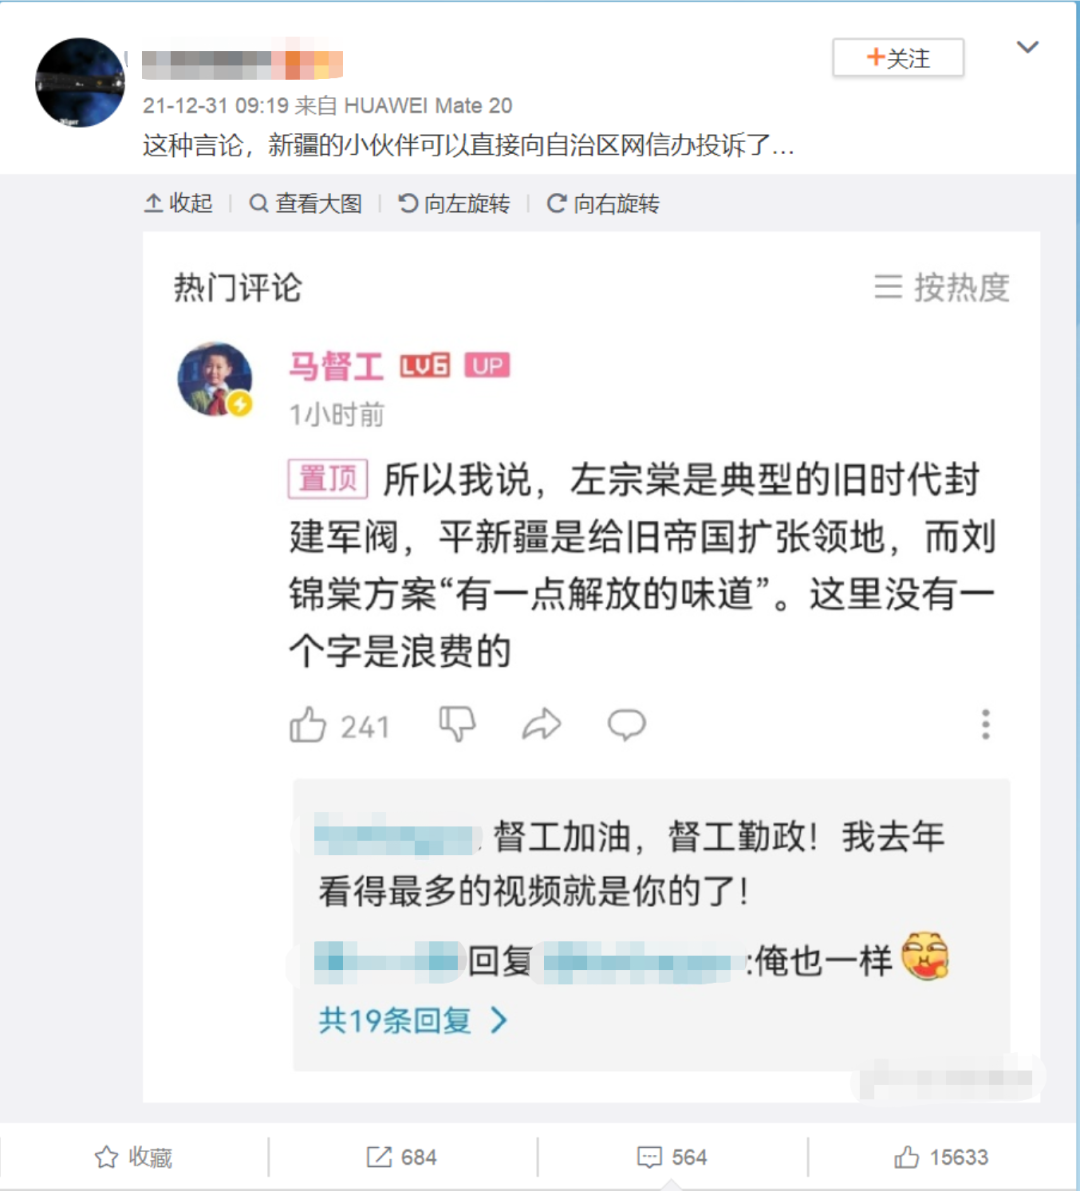 +关注
21-12-31 09:19 来自 HUAWEI Mate 20
这种言论，新疆的小伙伴可以直接向自治区网信办投诉了...
收起 查看大图 向左旋转 向右旋转
热门评论 按热度
马督工 LV6 UP
1小时前
置顶 所以我说，左宗棠是典型的旧时代封
建军阀，平新疆是给旧帝国扩张领地，而刘
锦棠方案“有一点解放的味道”。这里没有一
个字是浪费的
241
督工加油，督工勤政！我去年
看得最多的视频就是你的了！
回复 :俺也一样
共19条回复
收藏 684 564 15633